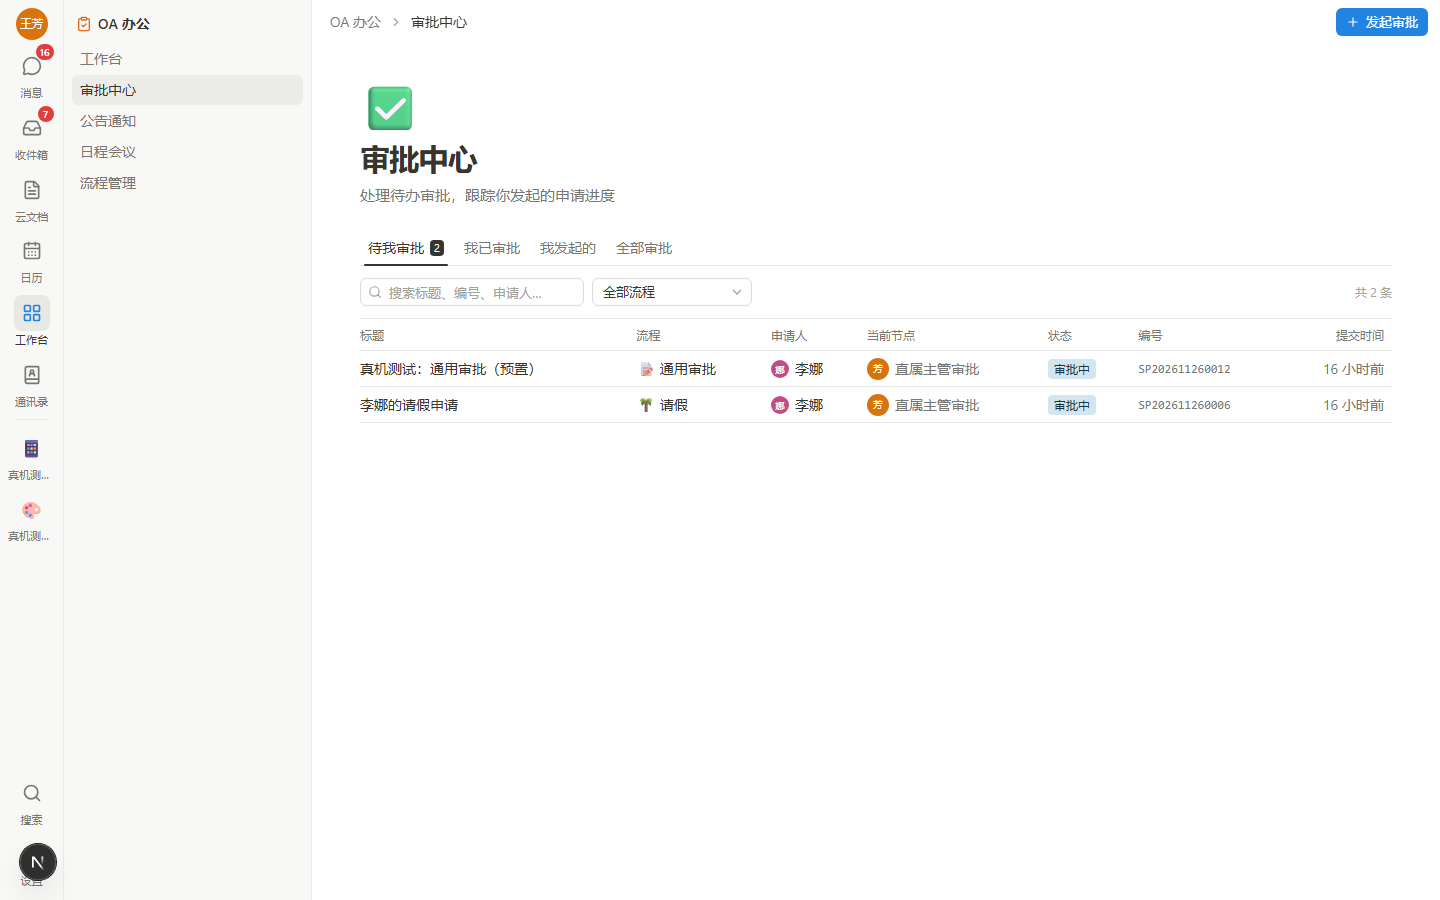 王芳
16
消息
7
收件箱
云文档
日历
工作台
通讯录
真机测...
真机测...
搜索
N
设置
OA 办公
工作台
审批中心
公告通知
日程会议
流程管理
OA 办公 > 审批中心
+ 发起审批
审批中心
处理待办审批，跟踪你发起的申请进度
待我审批 2 我已审批 我发起的 全部审批
搜索标题、编号、申请人... 全部流程 共 2 条
标题 流程 申请人 当前节点 状态 编号 提交时间
真机测试：通用审批（预置） 通用审批 娜 李娜 芳 直属主管审批 审批中 SP202611260012 16 小时前
李娜的请假申请 请假 娜 李娜 芳 直属主管审批 审批中 SP202611260006 16 小时前